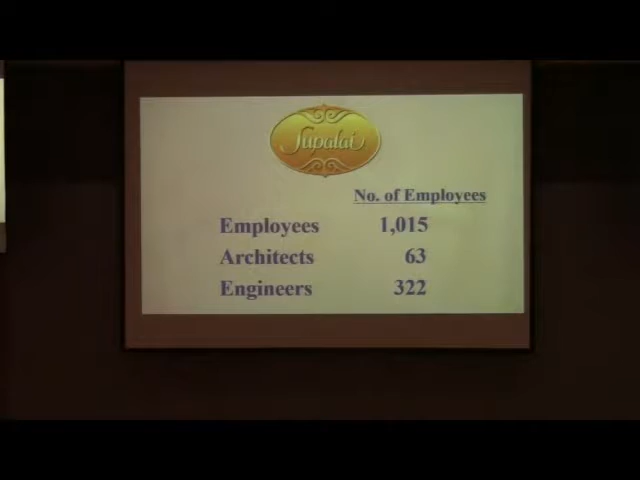 Supalai
No. of Employees
Employees 1,015
Architects 63
Engineers 322